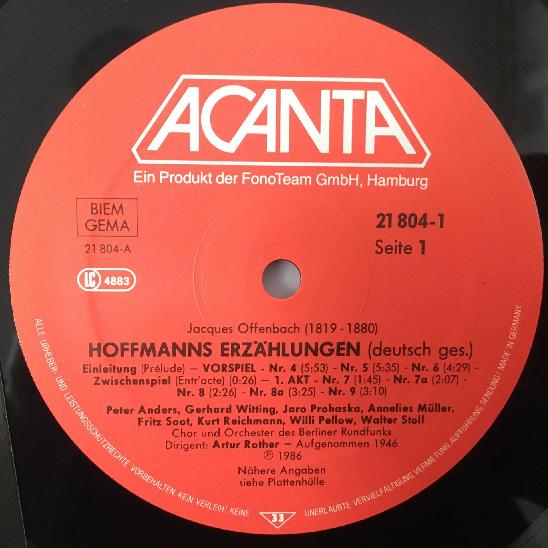 ACANTA
Ein Produkt der FonoTeam GmbH, Hamburg
BIEM
GEMA
21 804-A
LC 4883
21 804-1
Seite 1
Jacques Offenbach (1819 - 1880)
HOFFMANNS ERZÄHLUNGEN (deutsch ges.)
Einleitung (Prélude) – VORSPIEL - Nr. 4 (5:53) - Nr. 5 (5:35) - Nr. 6 (4:29) -
Zwischenspiel (Entr'acte) (0:26) – 1. AKT - Nr. 7 (1:45) - Nr. 7a (2:07) -
Nr. 8 (2:26) - Nr. 8a (3:25) - Nr. 9 (3:10)
Peter Anders, Gerhard Witting, Jaro Prohaska, Annelies Müller,
Fritz Soot, Kurt Reichmann, Willi Pellow, Walter Stoll
Chor und Orchester des Berliner Rundfunks
Dirigent: Artur Rother – Aufgenommen 1946
℗ 1986
Nähere Angaben
siehe Plattenhülle
ALLE URHEBER- UND LEISTUNGSSCHUTZRECHTE VORBEHALTEN KEIN VERLEIH! KEINE
33
UNERLAUBTE VERVIELFÄLTIGUNG, VERMIETUNG, AUFFÜHRUNG, SENDUNG! MADE IN GERMANY